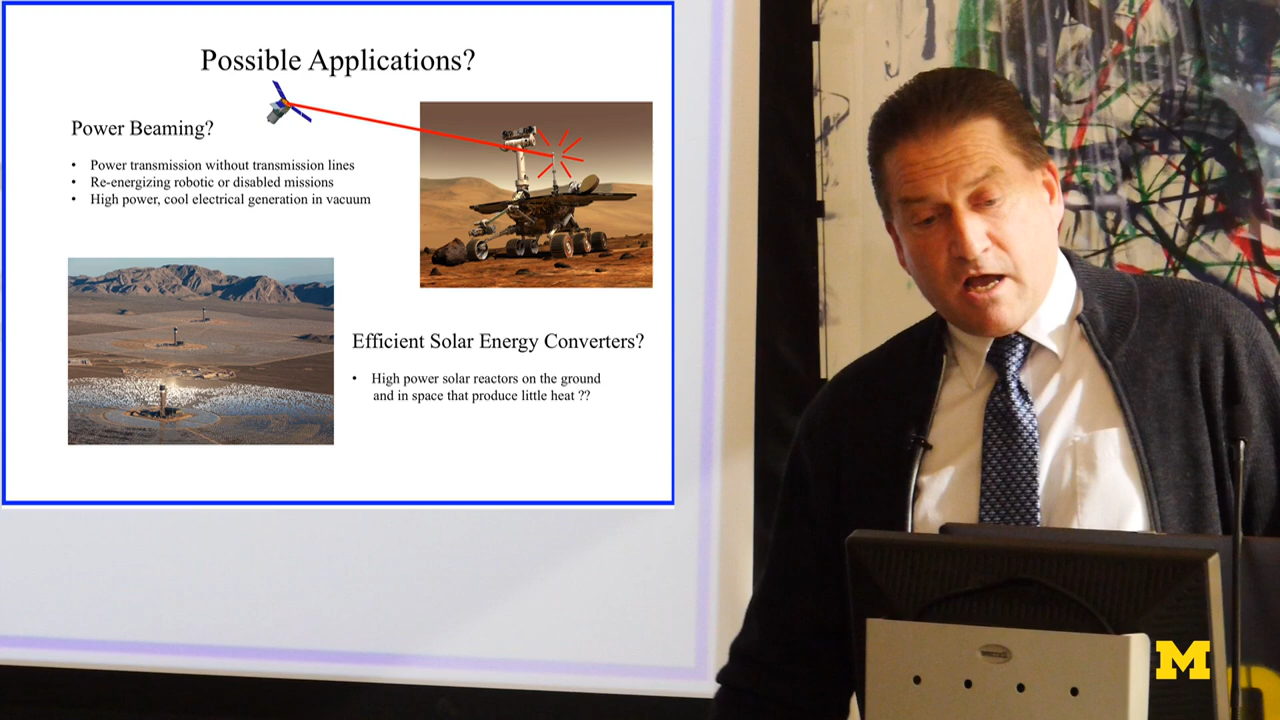 Possible Applications?
Power Beaming?
• Power transmission without transmission lines
• Re-energizing robotic or disabled missions
• High power, cool electrical generation in vacuum
Efficient Solar Energy Converters?
• High power solar reactors on the ground
and in space that produce little heat ??
M